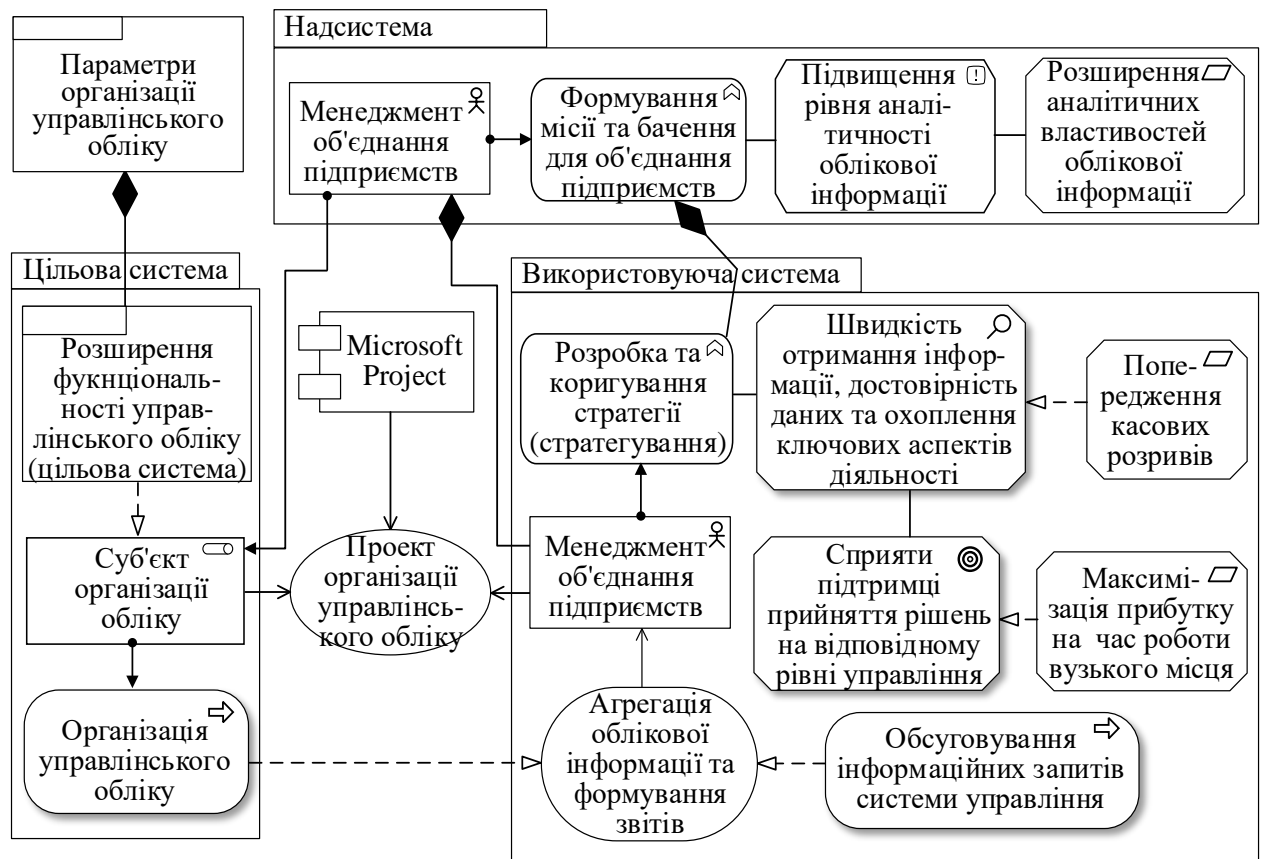 Параметри
організації
управлінського
обліку
Надсистема
Менеджмент
об'єднання
підприємств
Формування
місії та бачення
для об'єднання
підприємств
Підвищення
рівня аналі-
тичності
облікової
інформації
Розширення
аналітичних
властивостей
облікової
інформації
Цільова система
Розширення
фукнціональ-
ності управ-
лінського обліку
(цільова система)
Суб'єкт
організації
обліку
Організація
управлінського
обліку
Microsoft
Project
Проект
організації
управлінсь-
кого обліку
Використовуюча система
Розробка та
коригування
стратегії
(стратегування)
Швидкість
отримання інфор-
мації, достовірність
даних та охоплення
ключових аспектів
діяльності
Попе-
редження
касових
розривів
Менеджмент
об'єднання
підприємств
Сприяти
підтримці
прийняття рішень
на відповідному
рівні управління
Максимі-
зація прибутку
на час роботи
вузького місця
Агрегація
облікової
інформації та
формування
звітів
Обсуговування
інформаційних запитів
системи управління